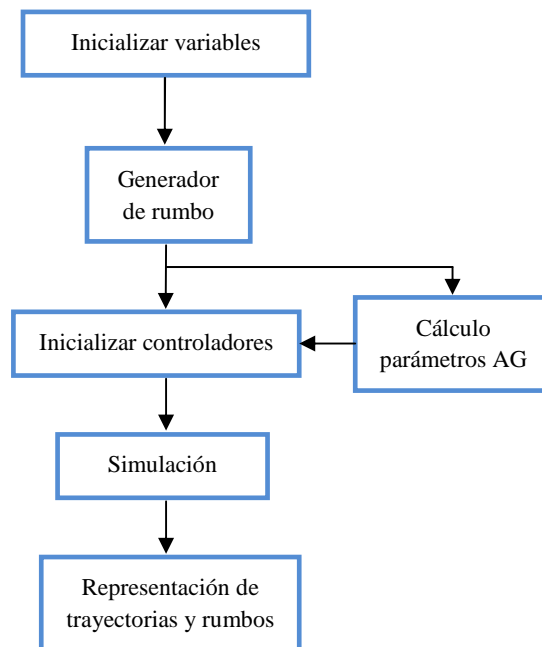 Inicializar variables
Generador
de rumbo
Inicializar controladores
Cálculo
parámetros AG
Simulación
Representación de
trayectorias y rumbos